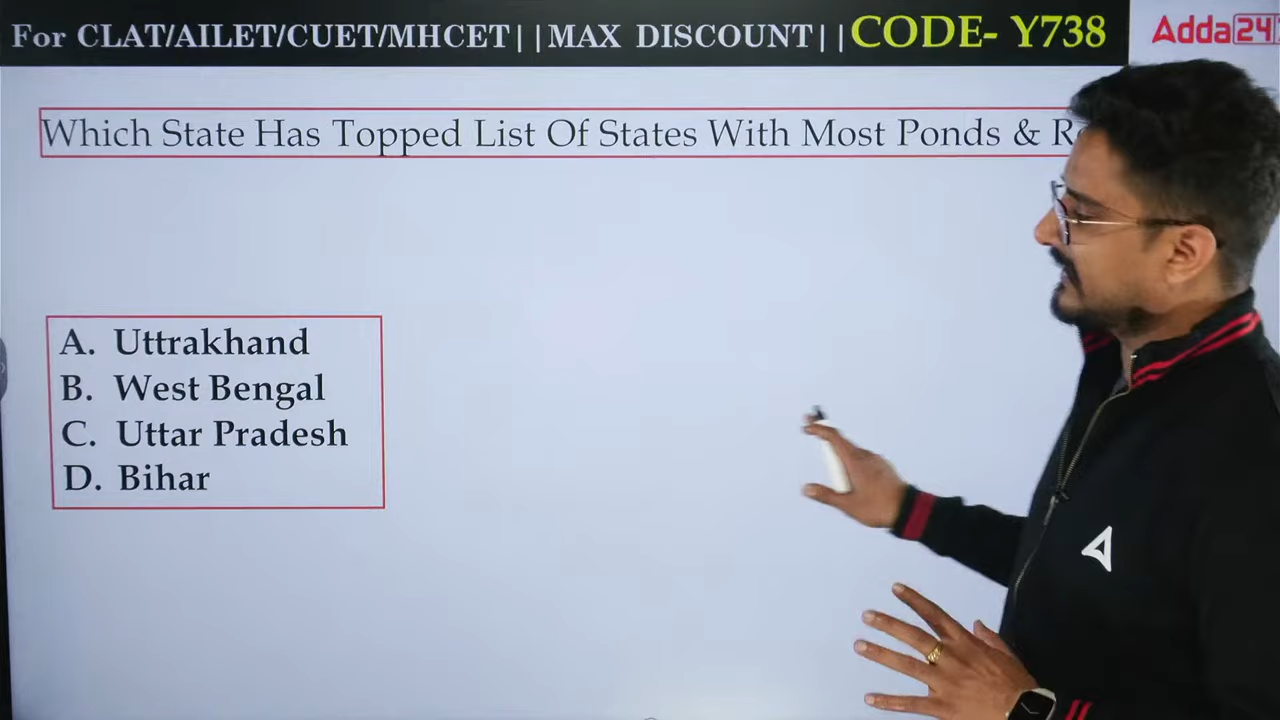 For CLAT/AILET/CUET/MHCET||MAX DISCOUNT||CODE- Y738
Adda24
Which State Has Topped List Of States With Most Ponds &
A. Uttrakhand
B. West Bengal
C. Uttar Pradesh
D. Bihar